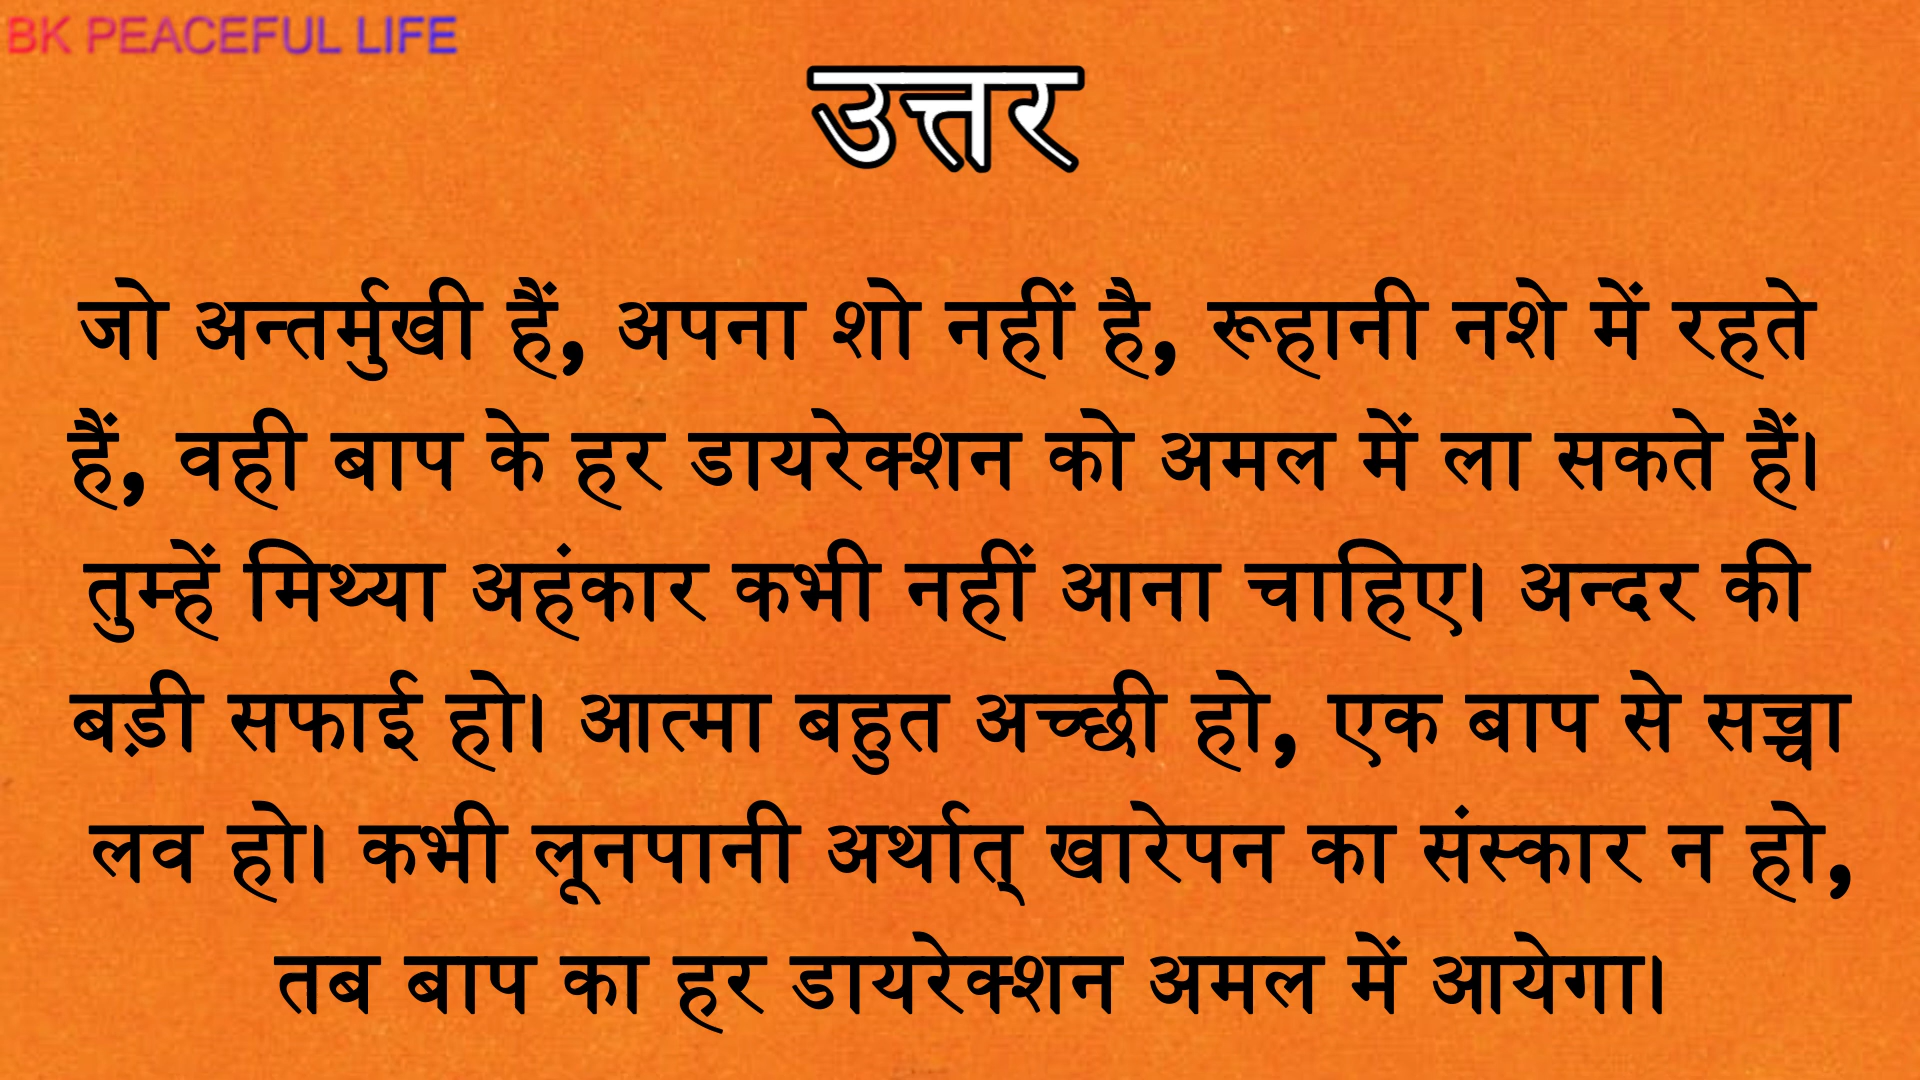 BK PEACEFUL LIFE
उत्तर
जो अन्तर्मुखी हैं, अपना शो नहीं है, रूहानी नशे में रहते
हैं, वही बाप के हर डायरेक्शन को अमल में ला सकते हैं।
तुम्हें मिथ्या अहंकार कभी नहीं आना चाहिए। अन्दर की
बड़ी सफाई हो। आत्मा बहुत अच्छी हो, एक बाप से सच्चा
लव हो। कभी लूनपानी अर्थात् खारेपन का संस्कार न हो,
तब बाप का हर डायरेक्शन अमल में आयेगा।